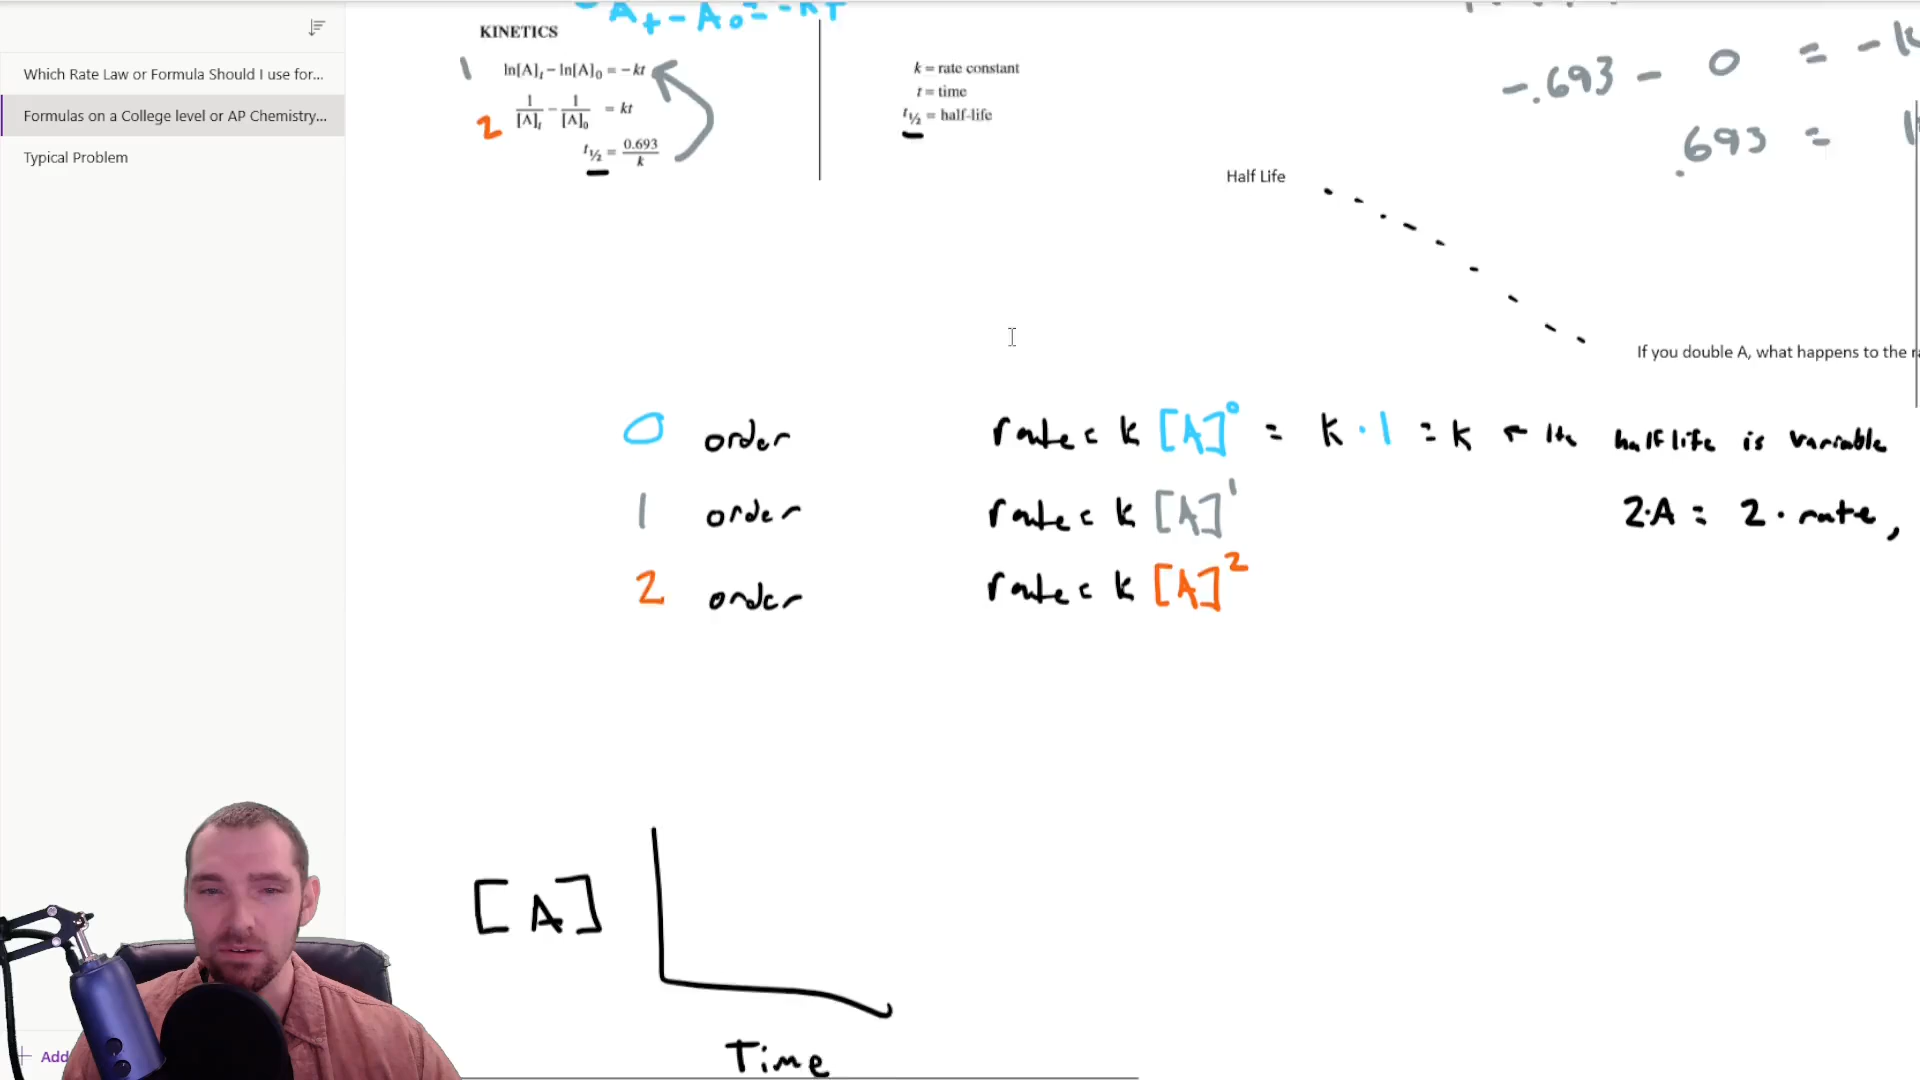 Which Rate Law or Formula Should I use for...
Formulas on a College level or AP Chemistry...
Typical Problem
Add
A t - A o = - kT
KINETICS
1 ln[A]t − ln[A]0 = −kt
2 1/[A]t − 1/[A]0 = kt
t½ = 0.693/k
k = rate constant
t = time
t½ = half-life
-.693 - 0 = -k
.693 = k
Half Life
If you double A, what happens to the
0 order rate = k [A]^0 = k · 1 = k ← the half life is variable
1 order rate = k [A]^1 2·A = 2 · rate,
2 order rate = k [A]^2
[A]
Time